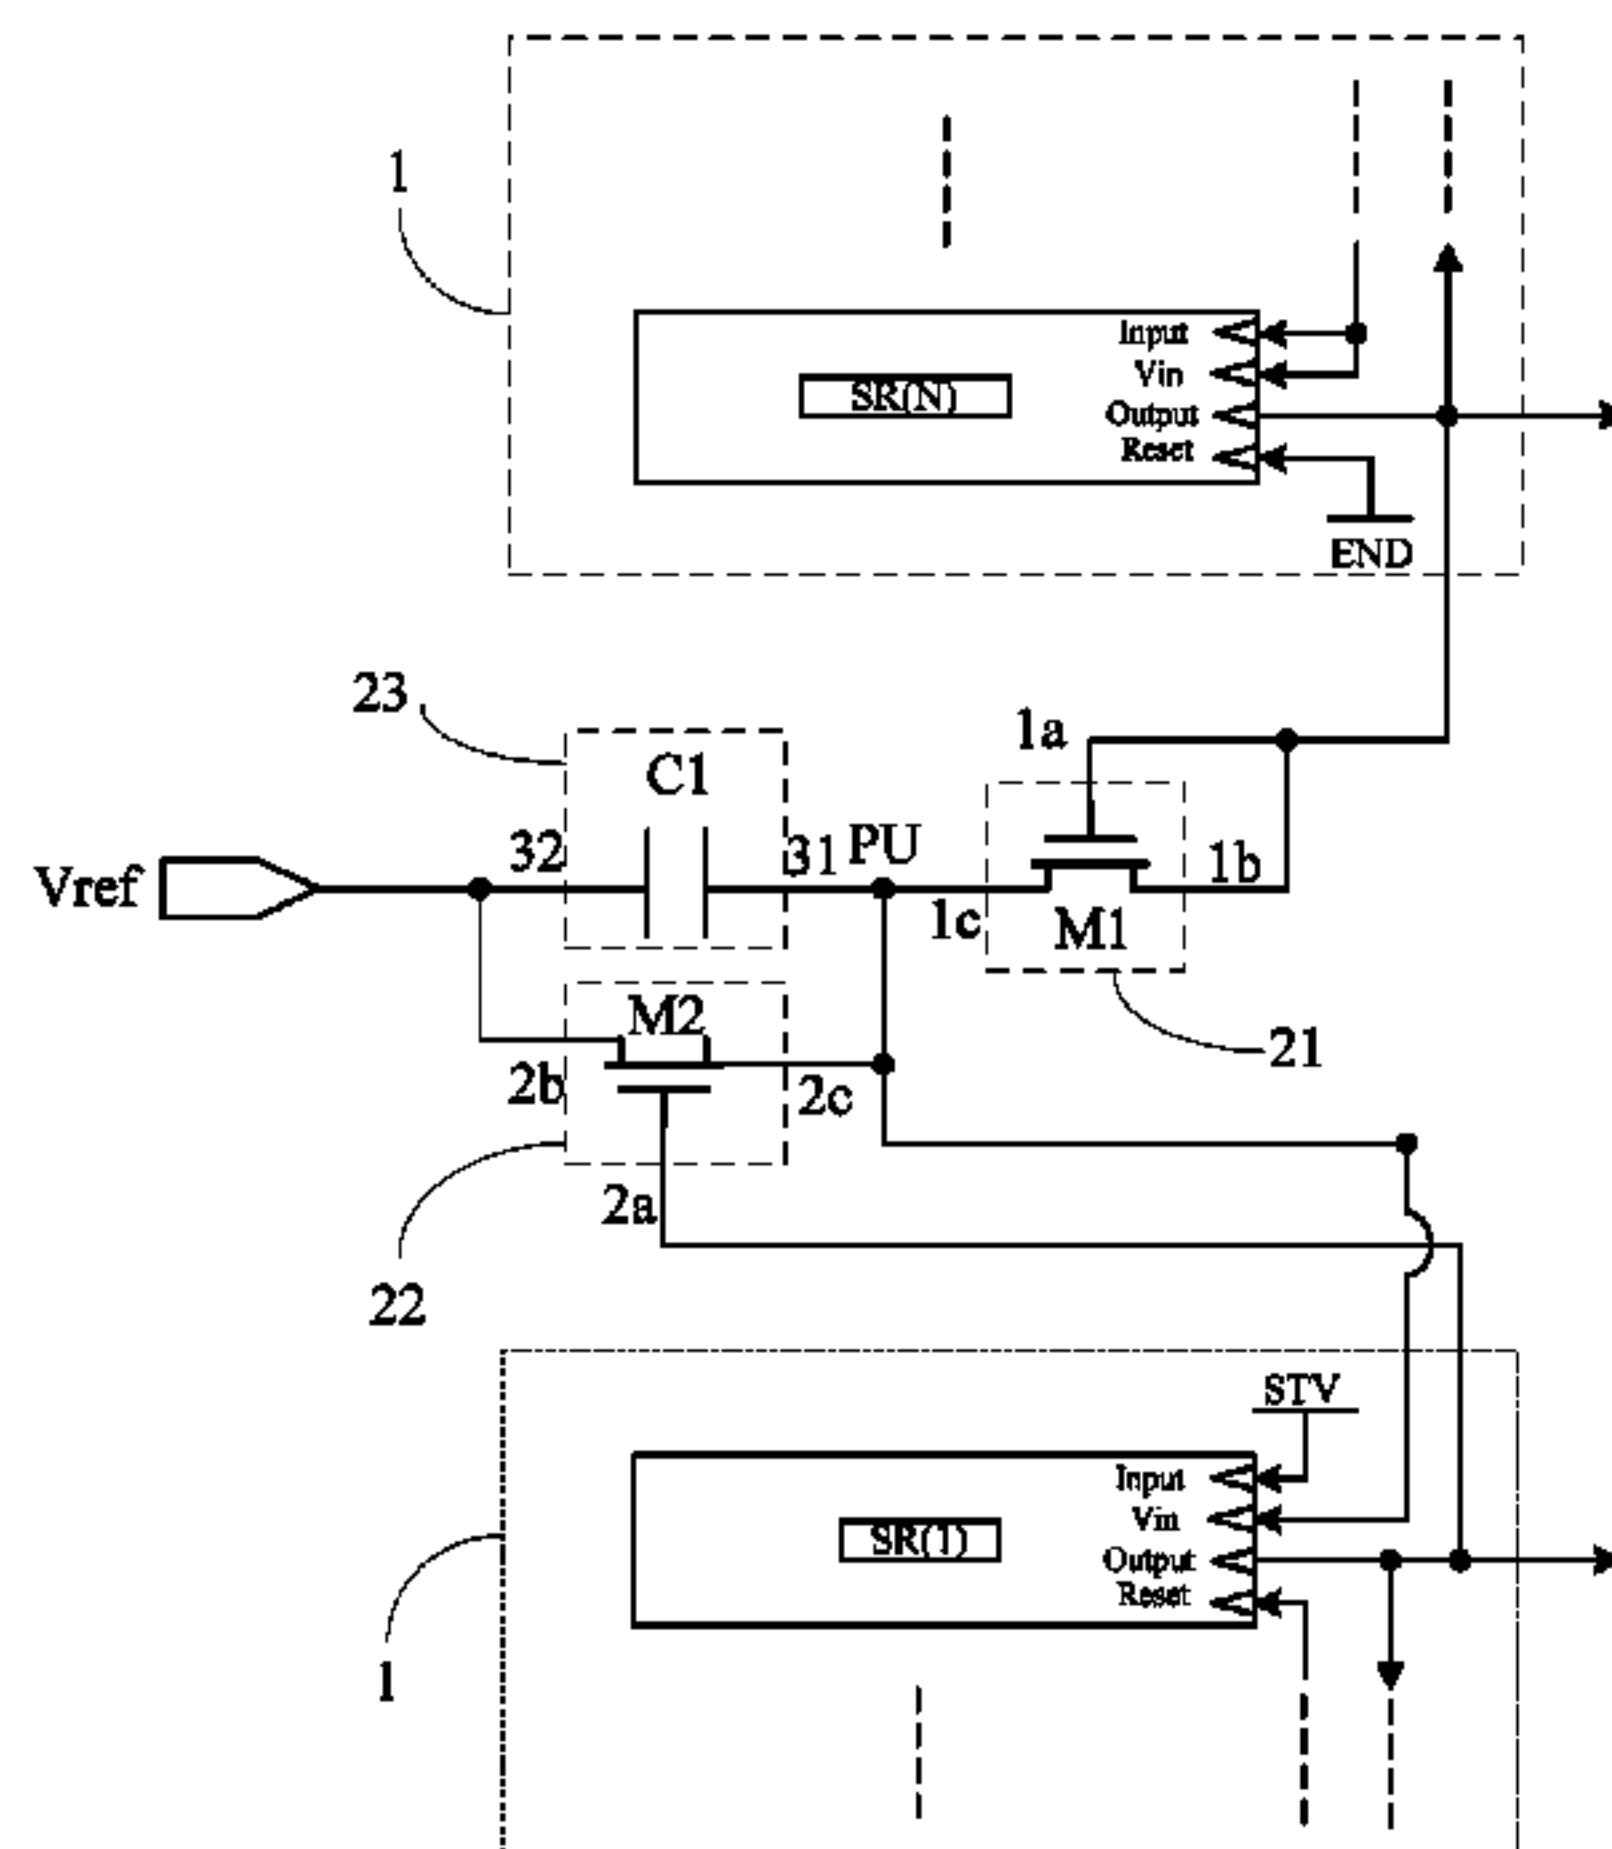 1
Input
Vin
SR(N)
Output
Reset
END
23
1a
C1
32
31
PU
1b
Vref
1c
M1
M2
21
2b
2c
2a
22
STV
Input
Vin
SR(1)
Output
Reset
1